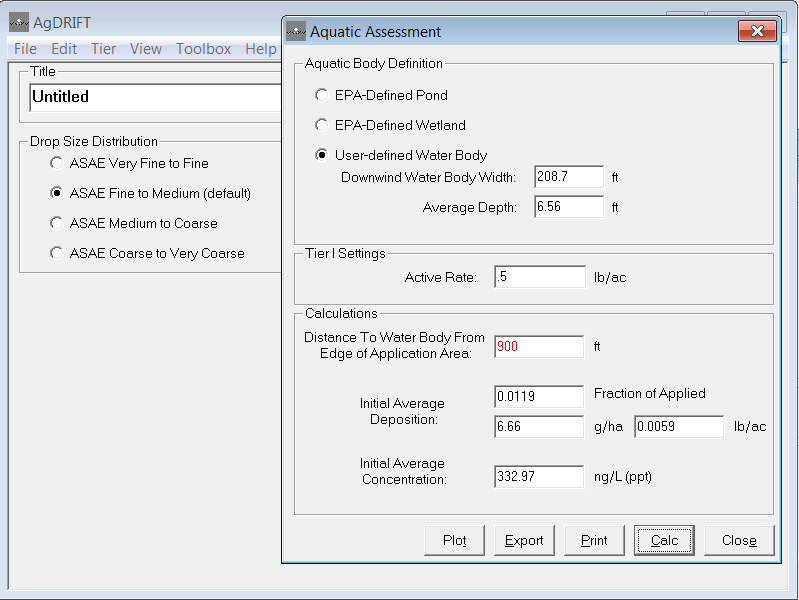 AgDRIFT
File Edit Tier View Toolbox Help
Title
Untitled
Drop Size Distribution
ASAE Very Fine to Fine
ASAE Fine to Medium (default)
ASAE Medium to Coarse
ASAE Coarse to Very Coarse
Aquatic Assessment
Aquatic Body Definition
EPA-Defined Pond
EPA-Defined Wetland
User-defined Water Body
Downwind Water Body Width: 208.7 ft
Average Depth: 6.56 ft
Tier I Settings
Active Rate: .5 lb/ac
Calculations
Distance To Water Body From
Edge of Application Area: 900 ft
Initial Average
Deposition:
0.0119 Fraction of Applied
6.66 g/ha 0.0059 lb/ac
Initial Average
Concentration:
332.97 ng/L (ppt)
Plot Export Print Calc Close